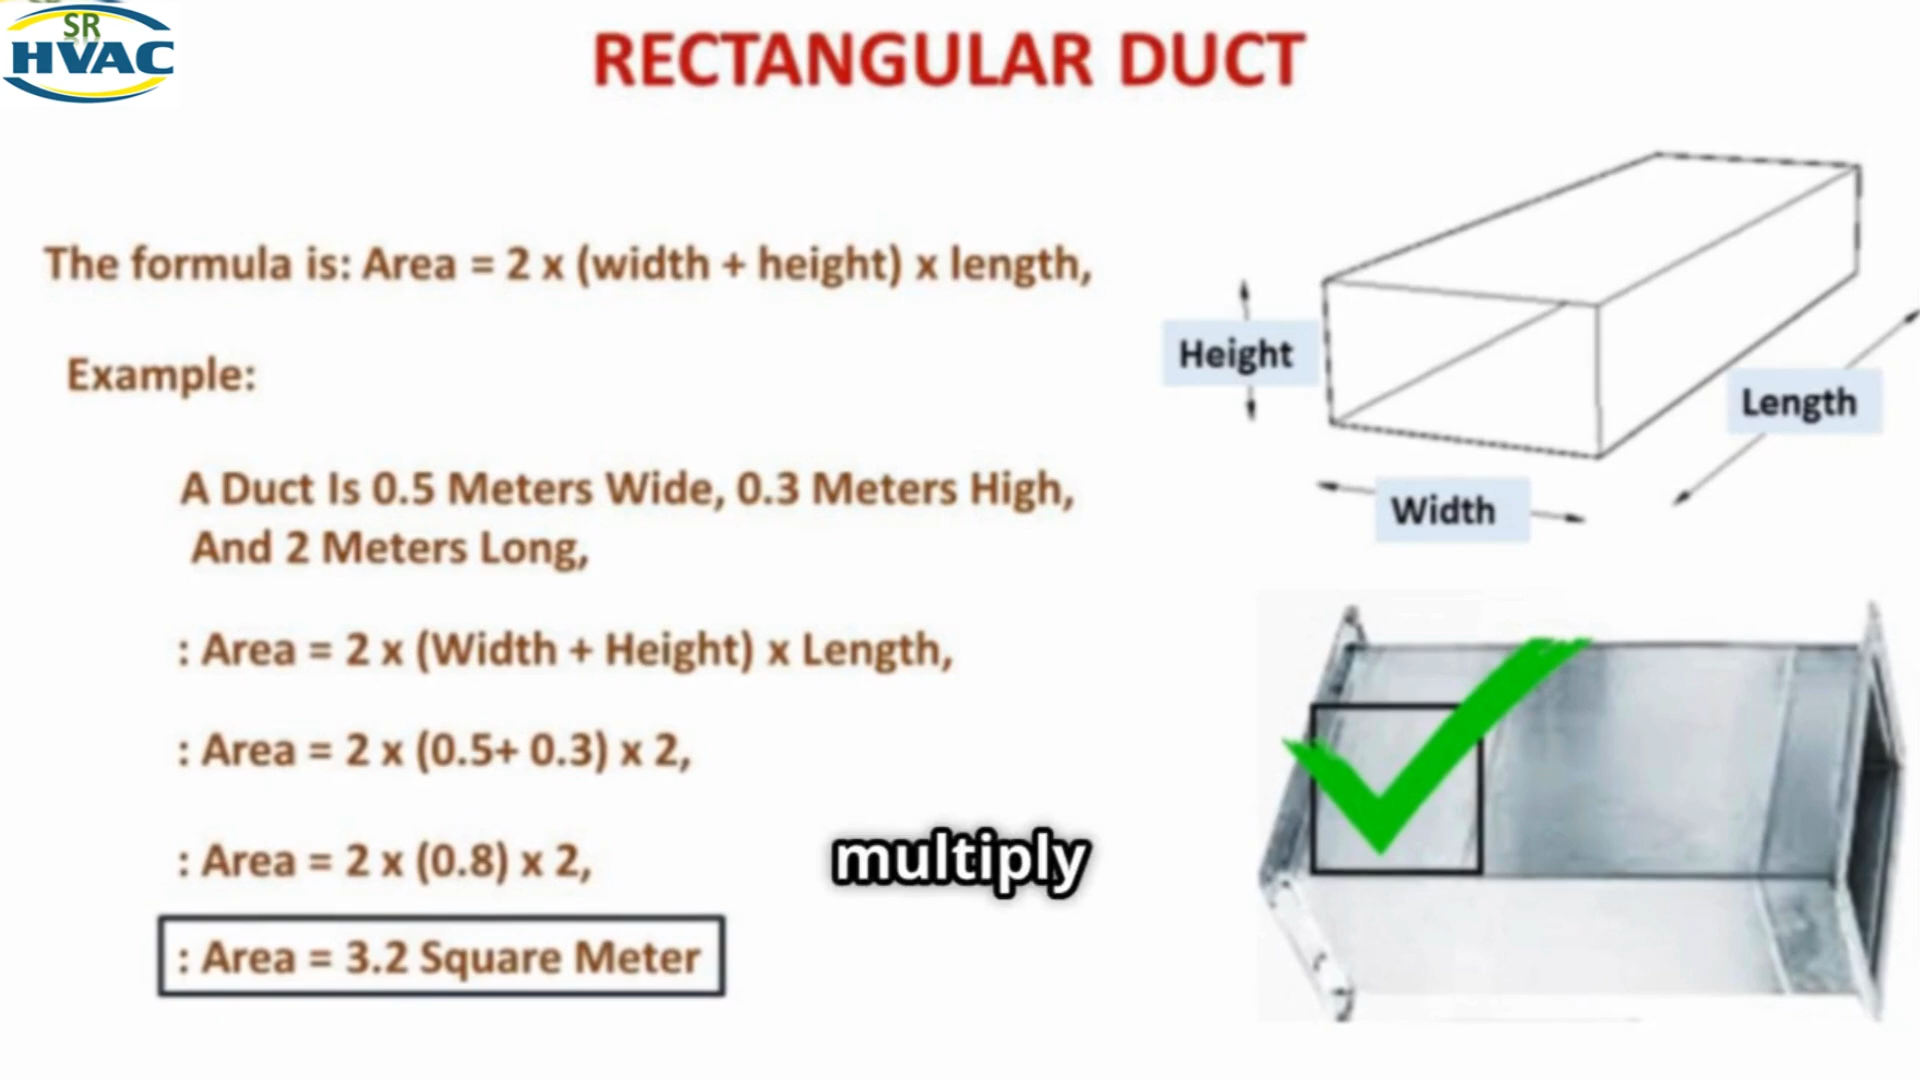 SR
HVAC
RECTANGULAR DUCT
The formula is: Area = 2 x (width + height) x length,
Example:
A Duct Is 0.5 Meters Wide, 0.3 Meters High,
And 2 Meters Long,
: Area = 2 x (Width + Height) x Length,
: Area = 2 x (0.5+ 0.3) x 2,
: Area = 2 x (0.8) x 2,
: Area = 3.2 Square Meter
Height
Length
Width
multiply